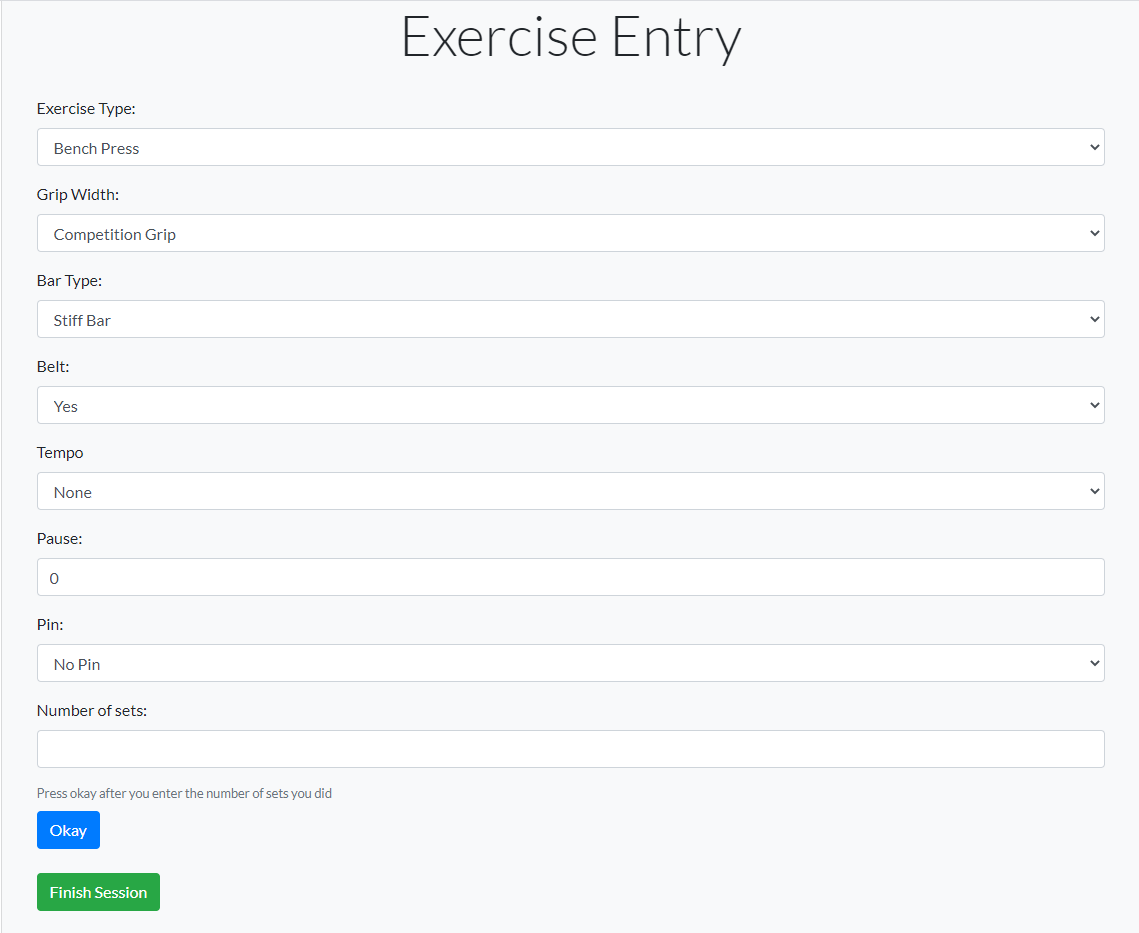 Exercise Entry
Exercise Type:
Bench Press
Grip Width:
Competition Grip
Bar Type:
Stiff Bar
Belt:
Yes
Tempo
None
Pause:
0
Pin:
No Pin
Number of sets:
Press okay after you enter the number of sets you did
Okay
Finish Session